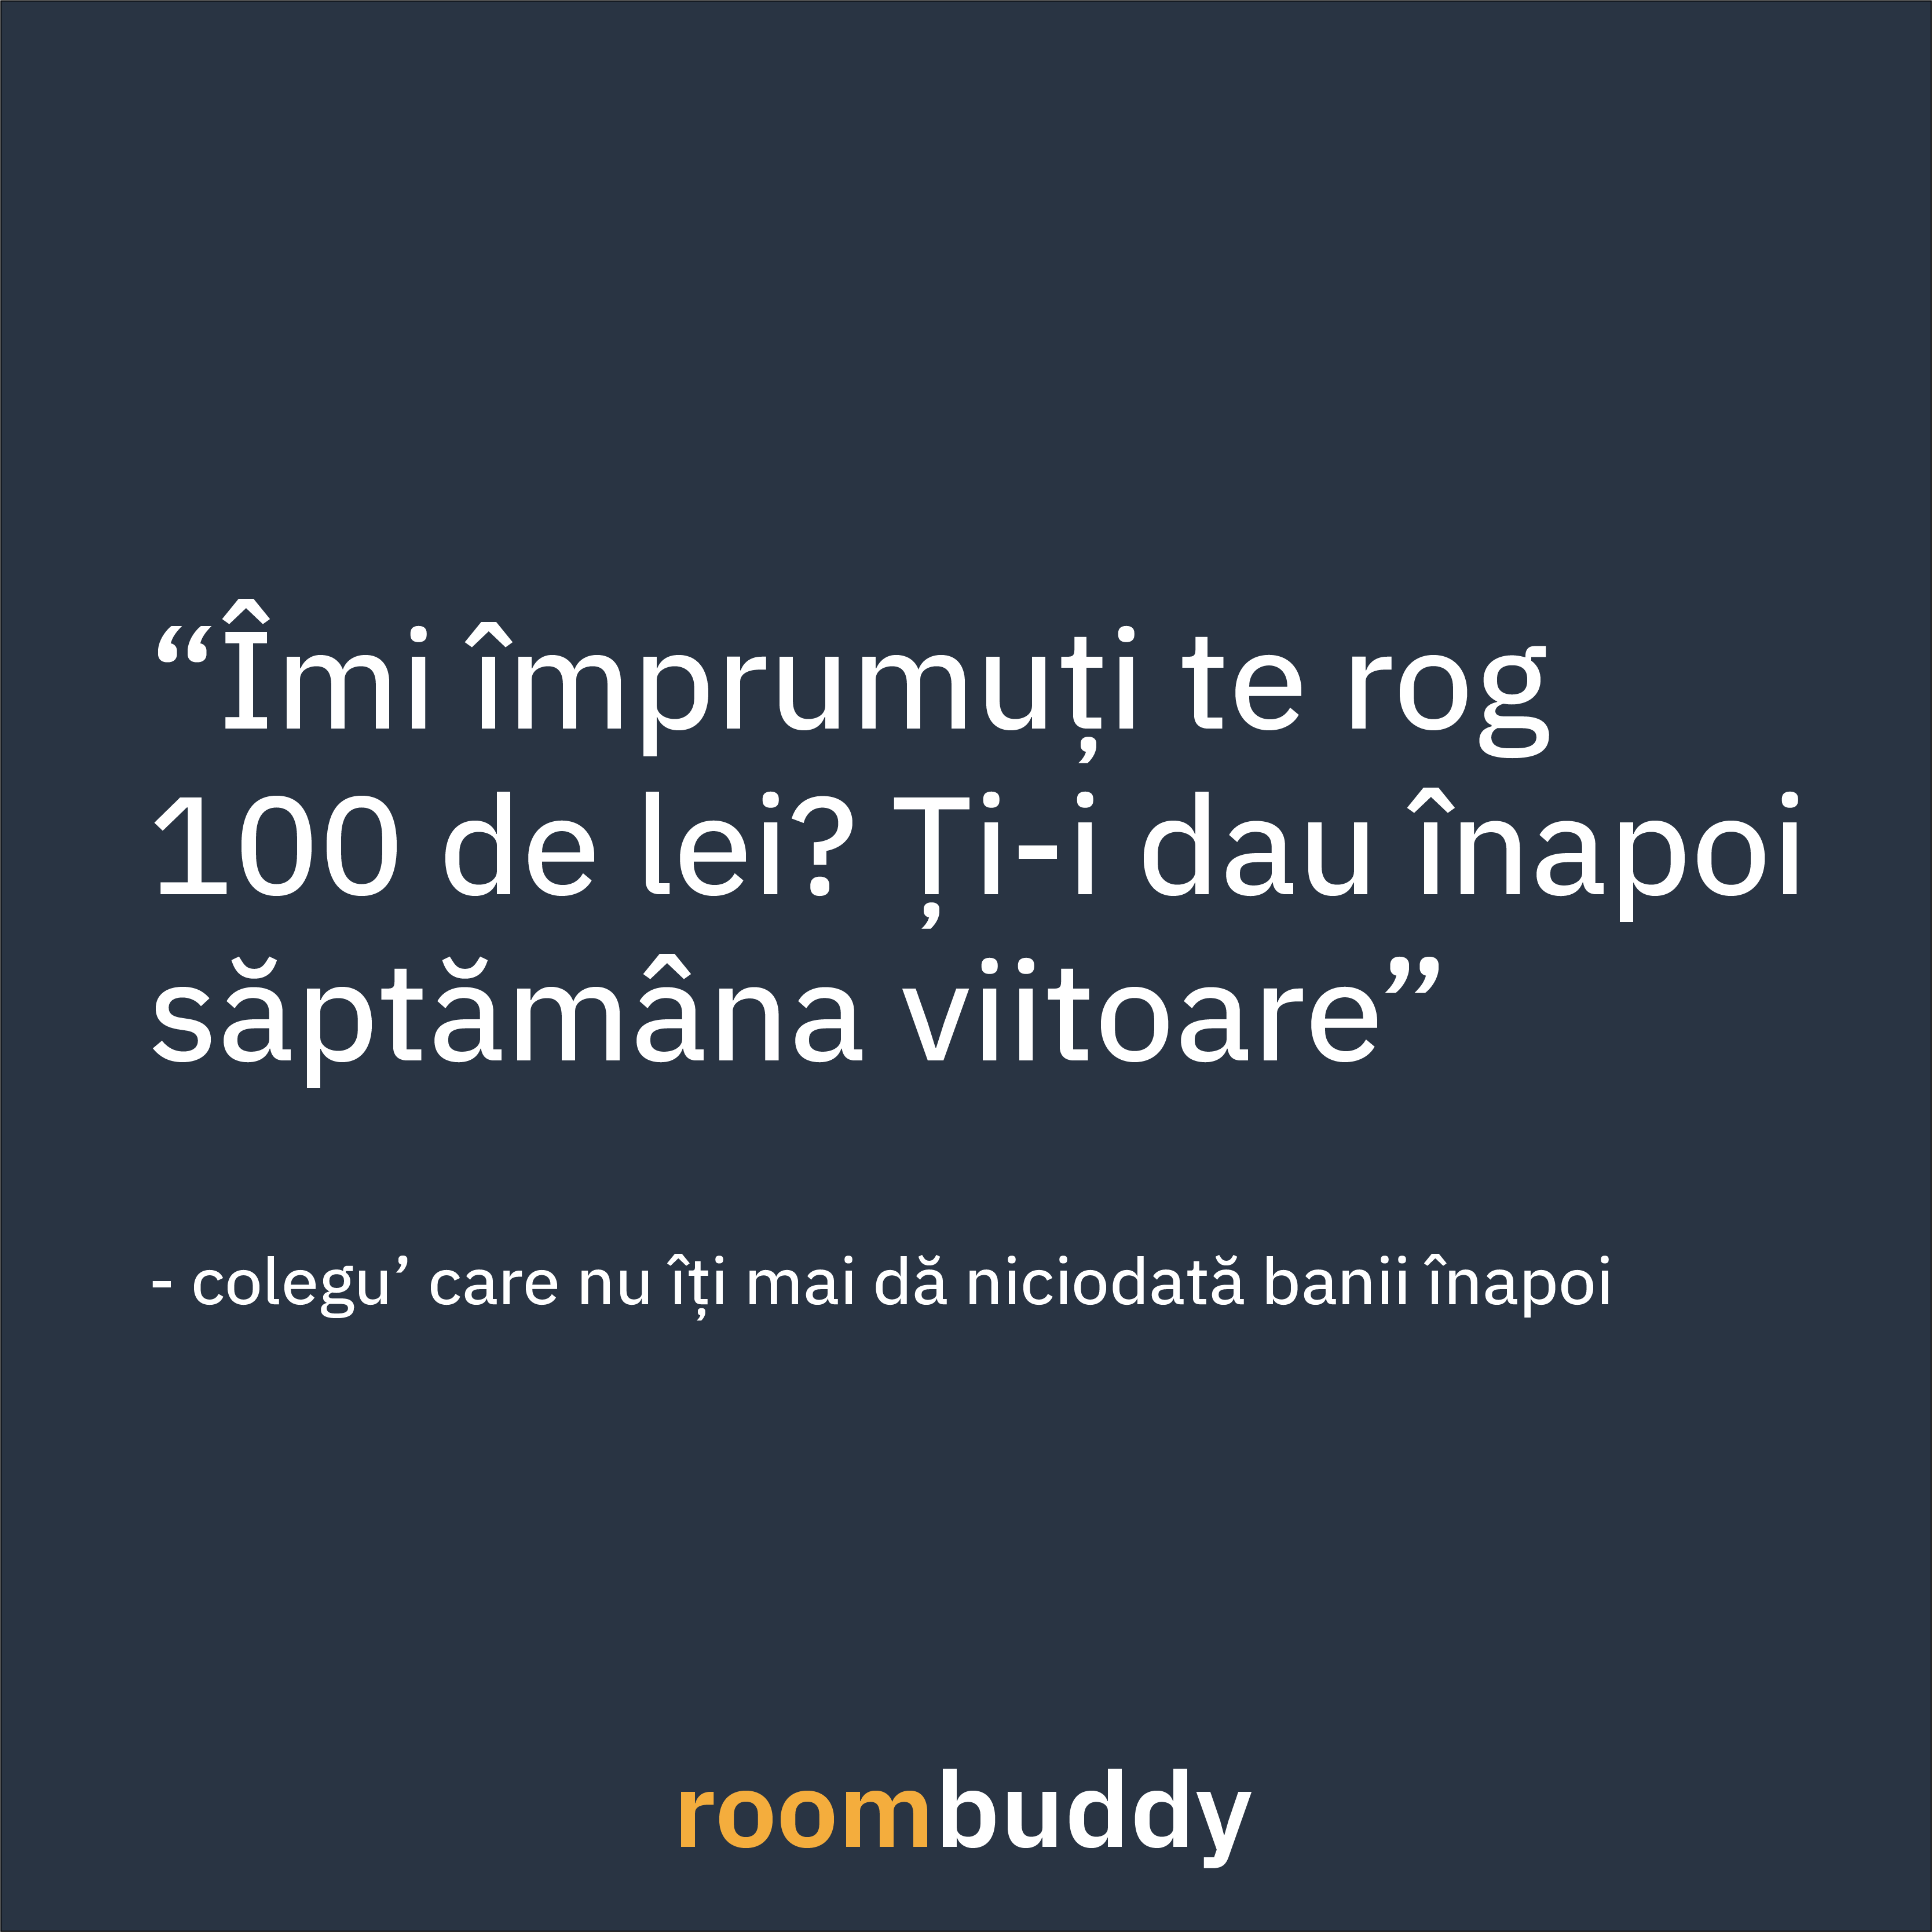 “Îmi împrumuți te rog
100 de lei? Ți-i dau înapoi
săptămâna viitoare”
- colegu’ care nu îți mai dă niciodată banii înapoi
roombuddy